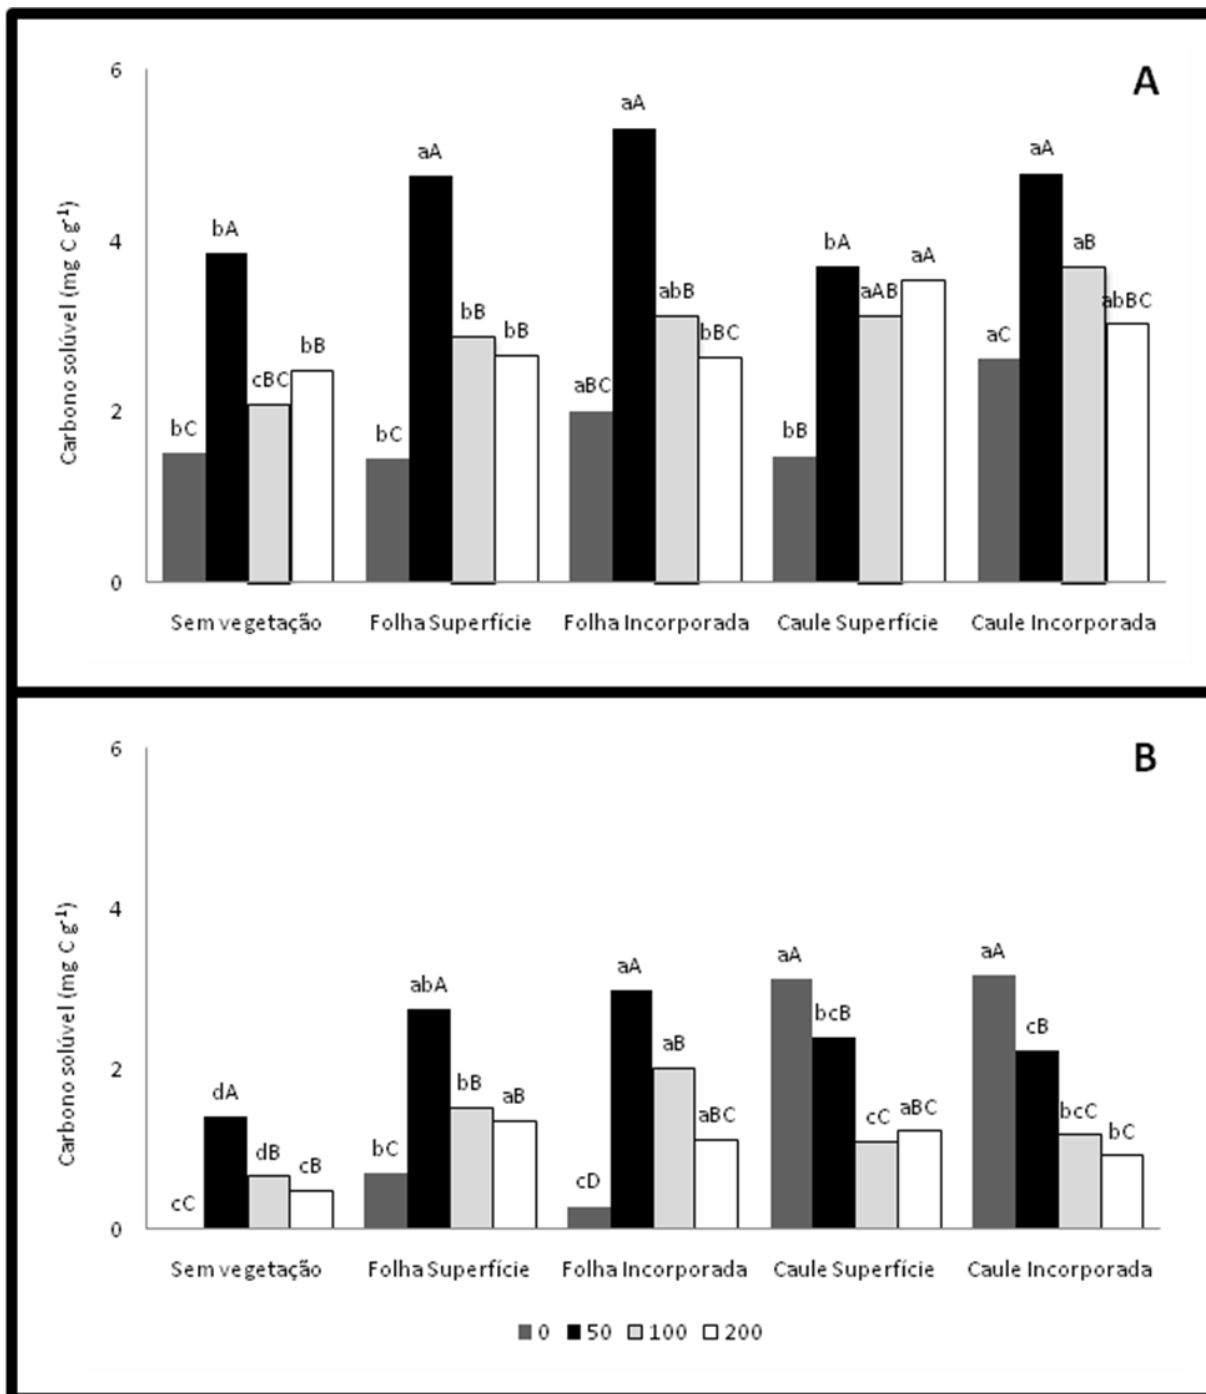 A
6
4
2
0
Carbono solúvel (mg C g-1)
bC bA cBC bB
bC aA bB bB
aBC aA abB bBC
bB bA aAB aA
aC aA aB abBC
Sem vegetação Folha Superfície Folha Incorporada Caule Superfície Caule Incorporada
B
6
4
2
0
Carbono solúvel (mg C g-1)
cC dA dB cB
bC abA bB aB
cD aA aB aBC
aA bcB cC aBC
aA cB bcC bC
Sem vegetação Folha Superfície Folha Incorporada Caule Superfície Caule Incorporada
0 50 100 200